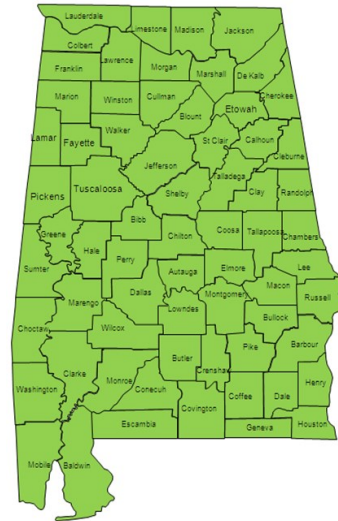 Lauderdale
Limestone
Madison
Jackson
Colbert
Lawrence
Franklin
Morgan
Marshall
De Kalb
Cherokee
Marion
Winston
Cullman
Blount
Etowah
Lamar
Fayette
Walker
St Clair
Calhoun
Cleburne
Jefferson
Talladega
Pickens
Tuscaloosa
Shelby
Clay
Randolph
Bibb
Greene
Hale
Perry
Chilton
Coosa
Tallapoosa
Chambers
Sumter
Autauga
Elmore
Lee
Marengo
Dallas
Lowndes
Montgomery
Macon
Russell
Choctaw
Wilcox
Bullock
Butler
Crenshaw
Pike
Barbour
Washington
Clarke
Monroe
Conecuh
Covington
Coffee
Dale
Henry
Escambia
Geneva
Houston
Mobile
Baldwin